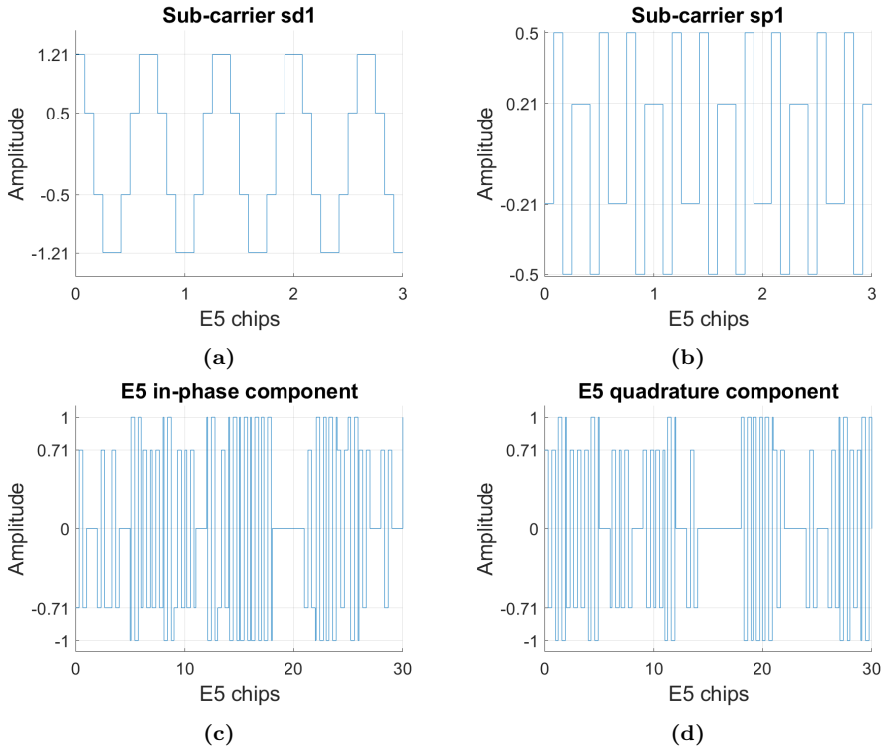 Sub-carrier sd1
Amplitude
1.21
0.5
-0.5
-1.21
0 1 2 3
E5 chips
(a)
Sub-carrier sp1
Amplitude
0.5
0.21
-0.21
-0.5
0 1 2 3
E5 chips
(b)
E5 in-phase component
Amplitude
1
0.71
0
-0.71
-1
0 10 20 30
E5 chips
(c)
E5 quadrature component
Amplitude
1
0.71
0
-0.71
-1
0 10 20 30
E5 chips
(d)